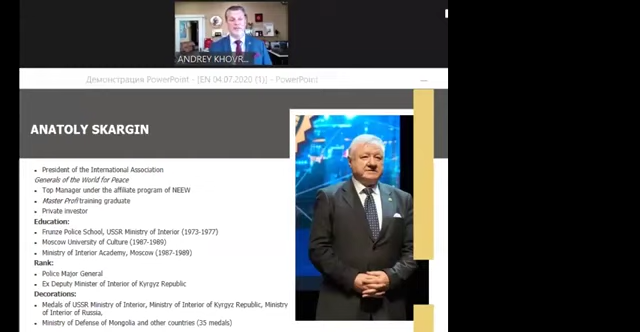 ANDREY KHOVR...
Демонстрация PowerPoint - [EN 04.07.2020 (1)] - PowerPoint
ANATOLY SKARGIN
• President of the International Association
Generals of the World for Peace
• Top Manager under the affiliate program of NEEW
• Master Profi training graduate
• Private investor
Education:
• Frunze Police School, USSR Ministry of Interior (1973-1977)
• Moscow University of Culture (1987-1989)
• Ministry of Interior Academy, Moscow (1987-1989)
Rank:
• Police Major General
• Ex Deputy Minister of Interior of Kyrgyz Republic
Decorations:
• Medals of USSR Ministry of Interior, Ministry of Interior of Kyrgyz Republic, Ministry
of Interior of Russia,
• Ministry of Defense of Mongolia and other countries (35 medals)